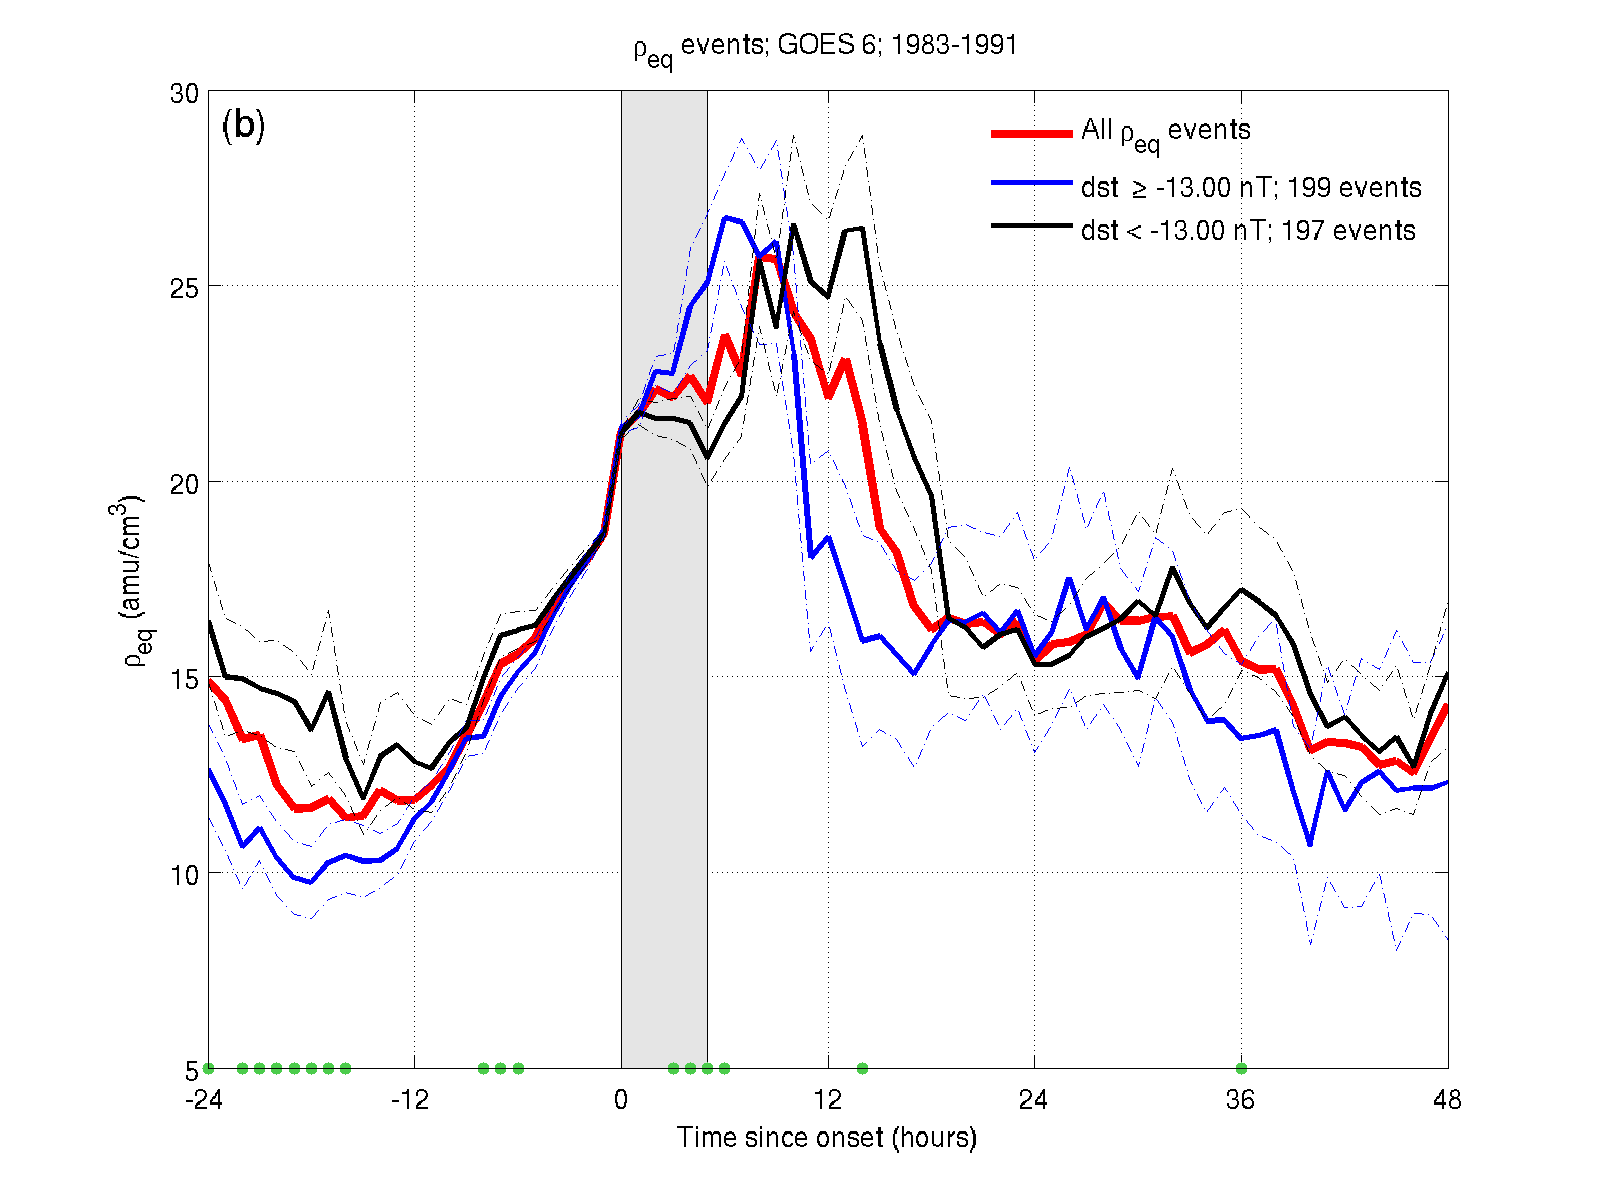 ρeq events; GOES 6; 1983-1991
(b)
All ρeq events
dst ≥ -13.00 nT; 199 events
dst < -13.00 nT; 197 events
30
25
20
15
10
5
ρeq (amu/cm3)
-24 -12 0 12 24 36 48
Time since onset (hours)